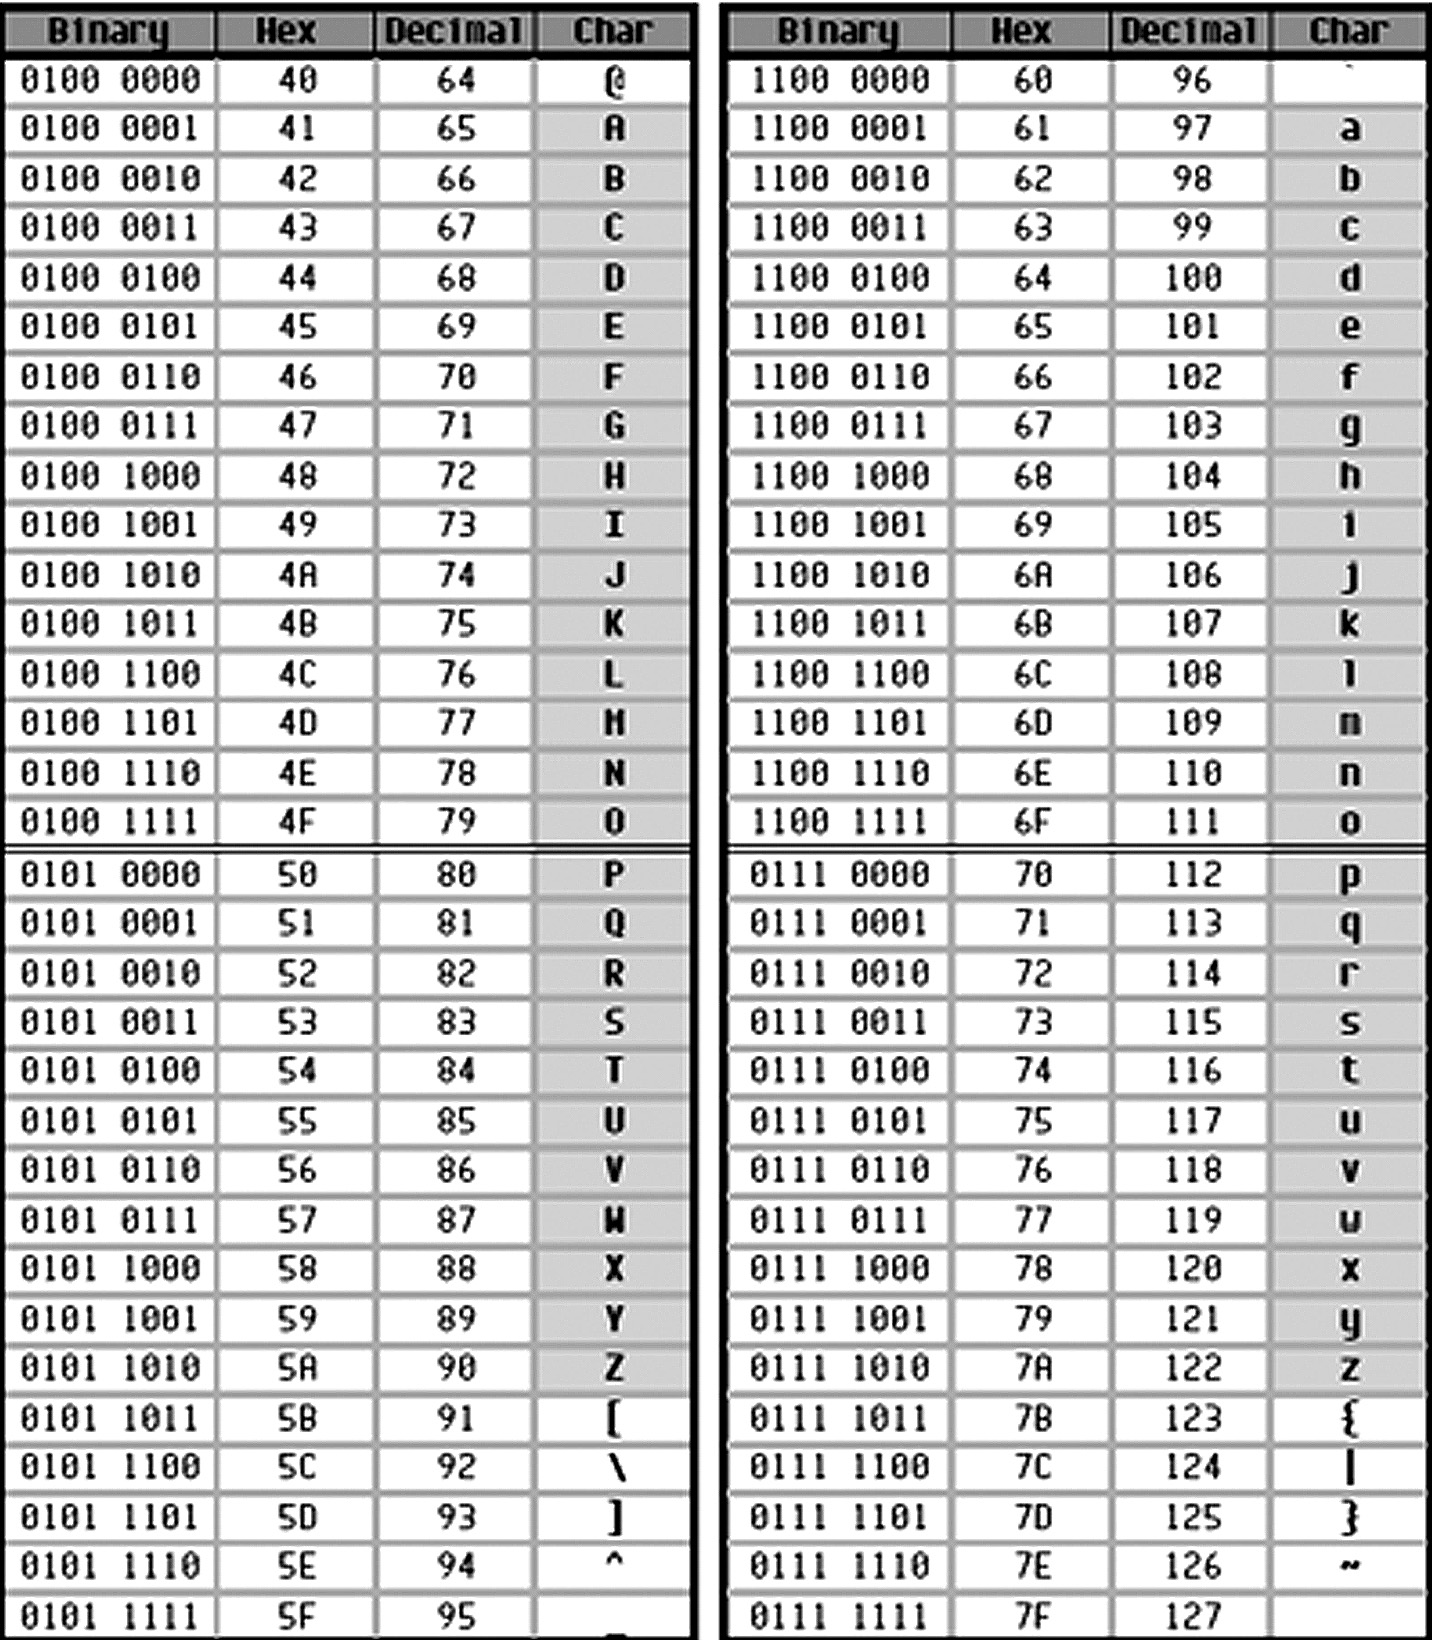 Binary Hex Decimal Char Binary Hex Decimal Char
0100 0000 40 64 @ 1100 0000 60 96 `
0100 0001 41 65 A 1100 0001 61 97 a
0100 0010 42 66 B 1100 0010 62 98 b
0100 0011 43 67 C 1100 0011 63 99 c
0100 0100 44 68 D 1100 0100 64 100 d
0100 0101 45 69 E 1100 0101 65 101 e
0100 0110 46 70 F 1100 0110 66 102 f
0100 0111 47 71 G 1100 0111 67 103 g
0100 1000 48 72 H 1100 1000 68 104 h
0100 1001 49 73 I 1100 1001 69 105 i
0100 1010 4A 74 J 1100 1010 6A 106 j
0100 1011 4B 75 K 1100 1011 6B 107 k
0100 1100 4C 76 L 1100 1100 6C 108 l
0100 1101 4D 77 M 1100 1101 6D 109 m
0100 1110 4E 78 N 1100 1110 6E 110 n
0100 1111 4F 79 O 1100 1111 6F 111 o
0101 0000 50 80 P 0111 0000 70 112 p
0101 0001 51 81 Q 0111 0001 71 113 q
0101 0010 52 82 R 0111 0010 72 114 r
0101 0011 53 83 S 0111 0011 73 115 s
0101 0100 54 84 T 0111 0100 74 116 t
0101 0101 55 85 U 0111 0101 75 117 u
0101 0110 56 86 V 0111 0110 76 118 v
0101 0111 57 87 W 0111 0111 77 119 w
0101 1000 58 88 X 0111 1000 78 120 x
0101 1001 59 89 Y 0111 1001 79 121 y
0101 1010 5A 90 Z 0111 1010 7A 122 z
0101 1011 5B 91 [ 0111 1011 7B 123 {
0101 1100 5C 92 \ 0111 1100 7C 124 |
0101 1101 5D 93 ] 0111 1101 7D 125 }
0101 1110 5E 94 ^ 0111 1110 7E 126 ~
0101 1111 5F 95 _ 0111 1111 7F 127